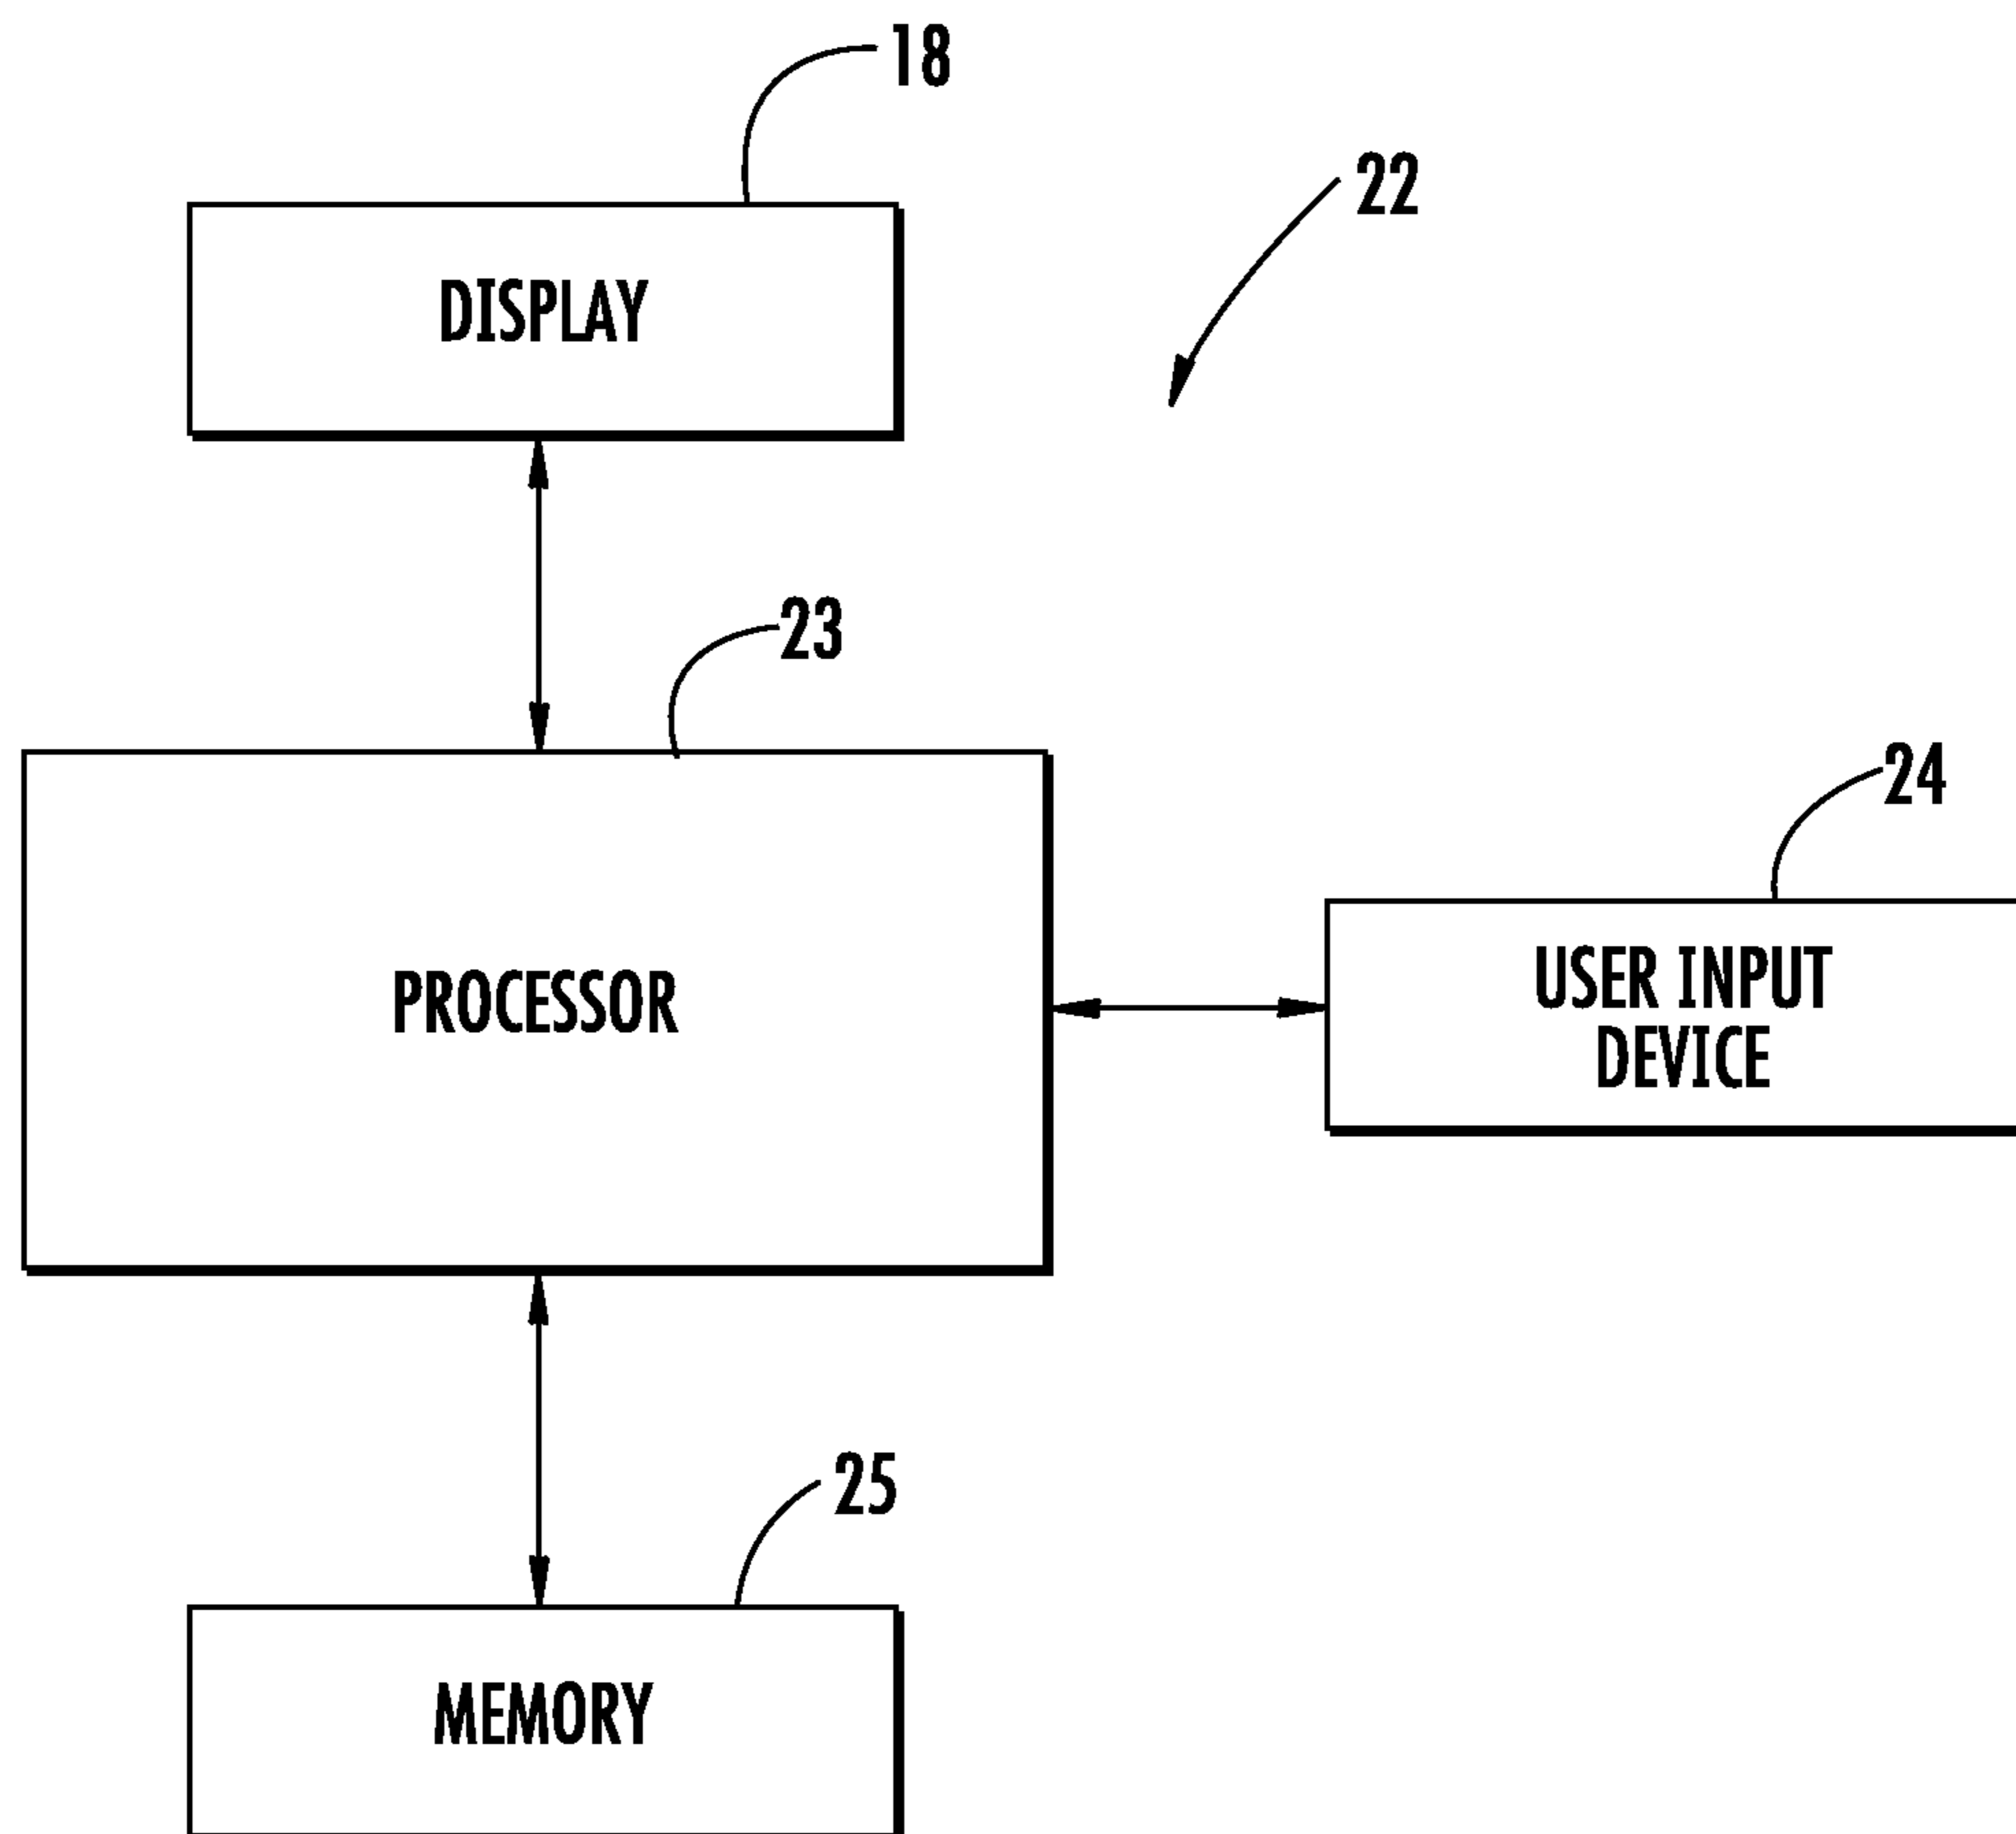 18
22
DISPLAY
23
24
PROCESSOR
USER INPUT
DEVICE
25
MEMORY